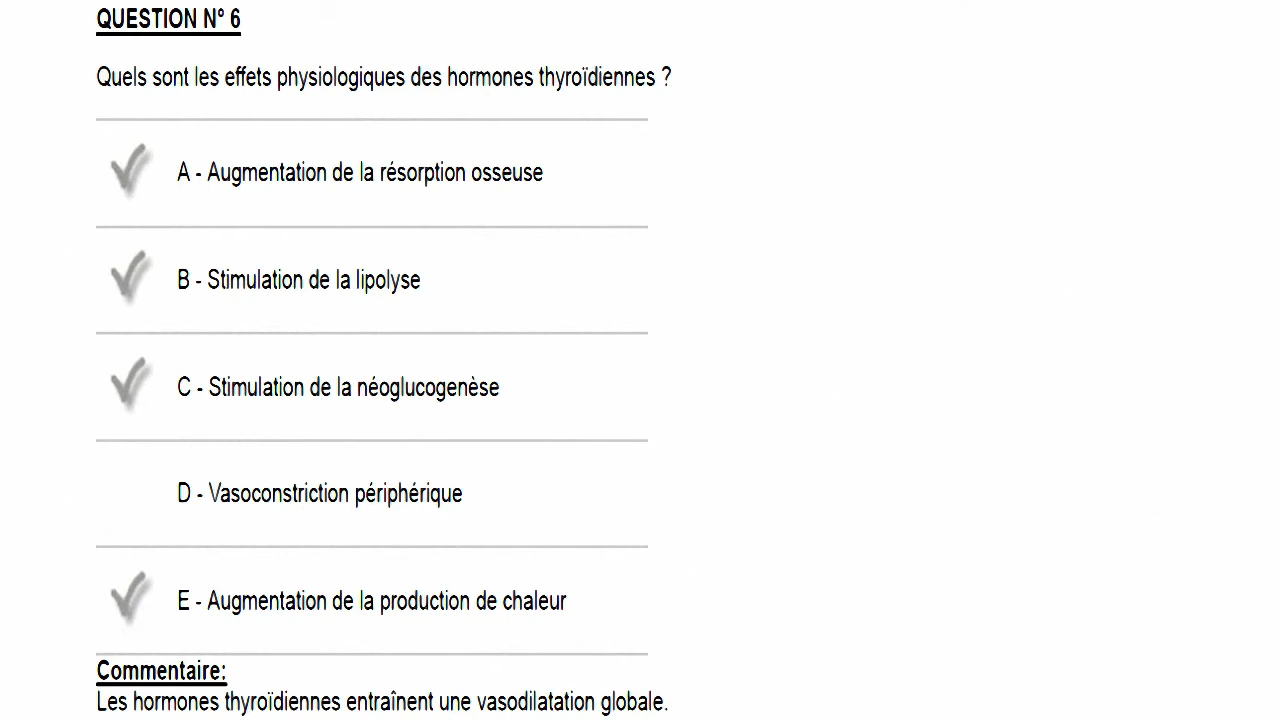 QUESTION N° 6
Quels sont les effets physiologiques des hormones thyroïdiennes ?
A - Augmentation de la résorption osseuse
B - Stimulation de la lipolyse
C - Stimulation de la néoglucogenèse
D - Vasoconstriction périphérique
E - Augmentation de la production de chaleur
Commentaire:
Les hormones thyroïdiennes entraînent une vasodilatation globale.